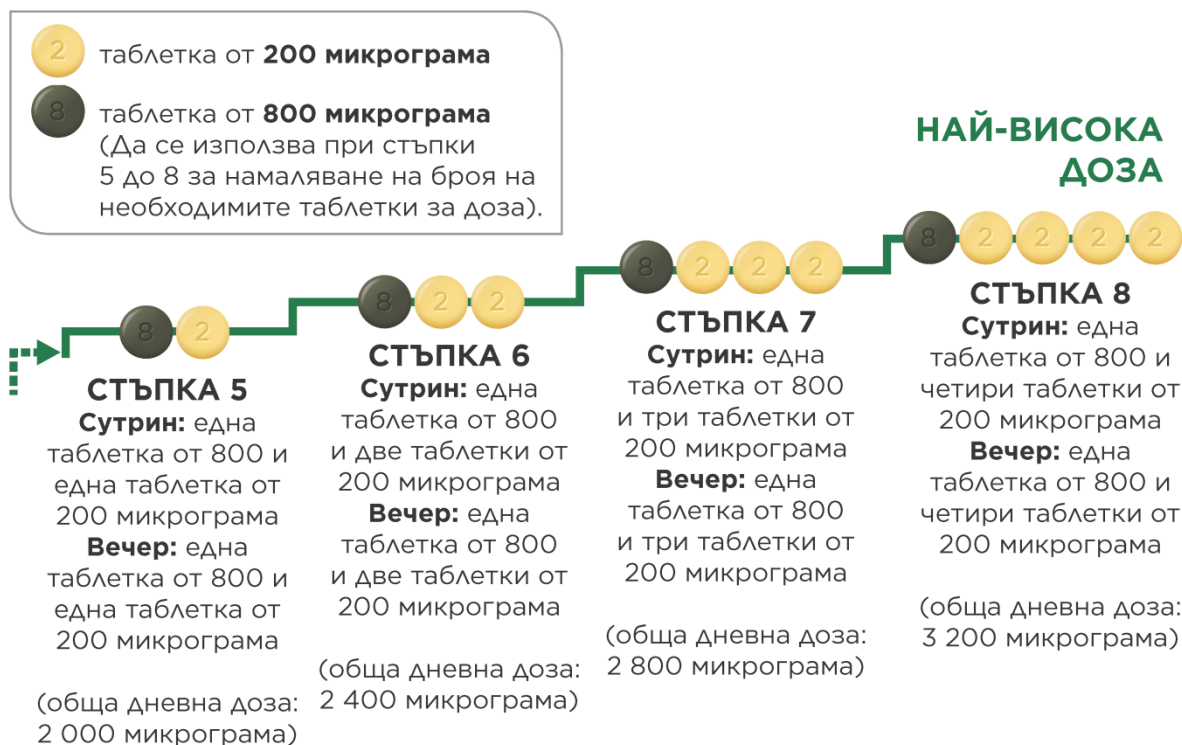 2 таблетка от 200 микрограма
8 таблетка от 800 микрограма
(Да се използва при стъпки
5 до 8 за намаляване на броя на
необходимите таблетки за доза).
НАЙ-ВИСОКА
ДОЗА
8 2
СТЪПКА 5
Сутрин: една
таблетка от 800 и
една таблетка от
200 микрограма
Вечер: една
таблетка от 800 и
една таблетка от
200 микрограма
(обща дневна доза:
2 000 микрограма)
8 2 2
СТЪПКА 6
Сутрин: една
таблетка от 800
и две таблетки от
200 микрограма
Вечер: една
таблетка от 800
и две таблетки от
200 микрограма
(обща дневна доза:
2 400 микрограма)
8 2 2 2
СТЪПКА 7
Сутрин: една
таблетка от 800
и три таблетки от
200 микрограма
Вечер: една
таблетка от 800
и три таблетки от
200 микрограма
(обща дневна доза:
2 800 микрограма)
8 2 2 2 2
СТЪПКА 8
Сутрин: една
таблетка от 800 и
четири таблетки от
200 микрограма
Вечер: една
таблетка от 800 и
четири таблетки от
200 микрограма
(обща дневна доза:
3 200 микрограма)